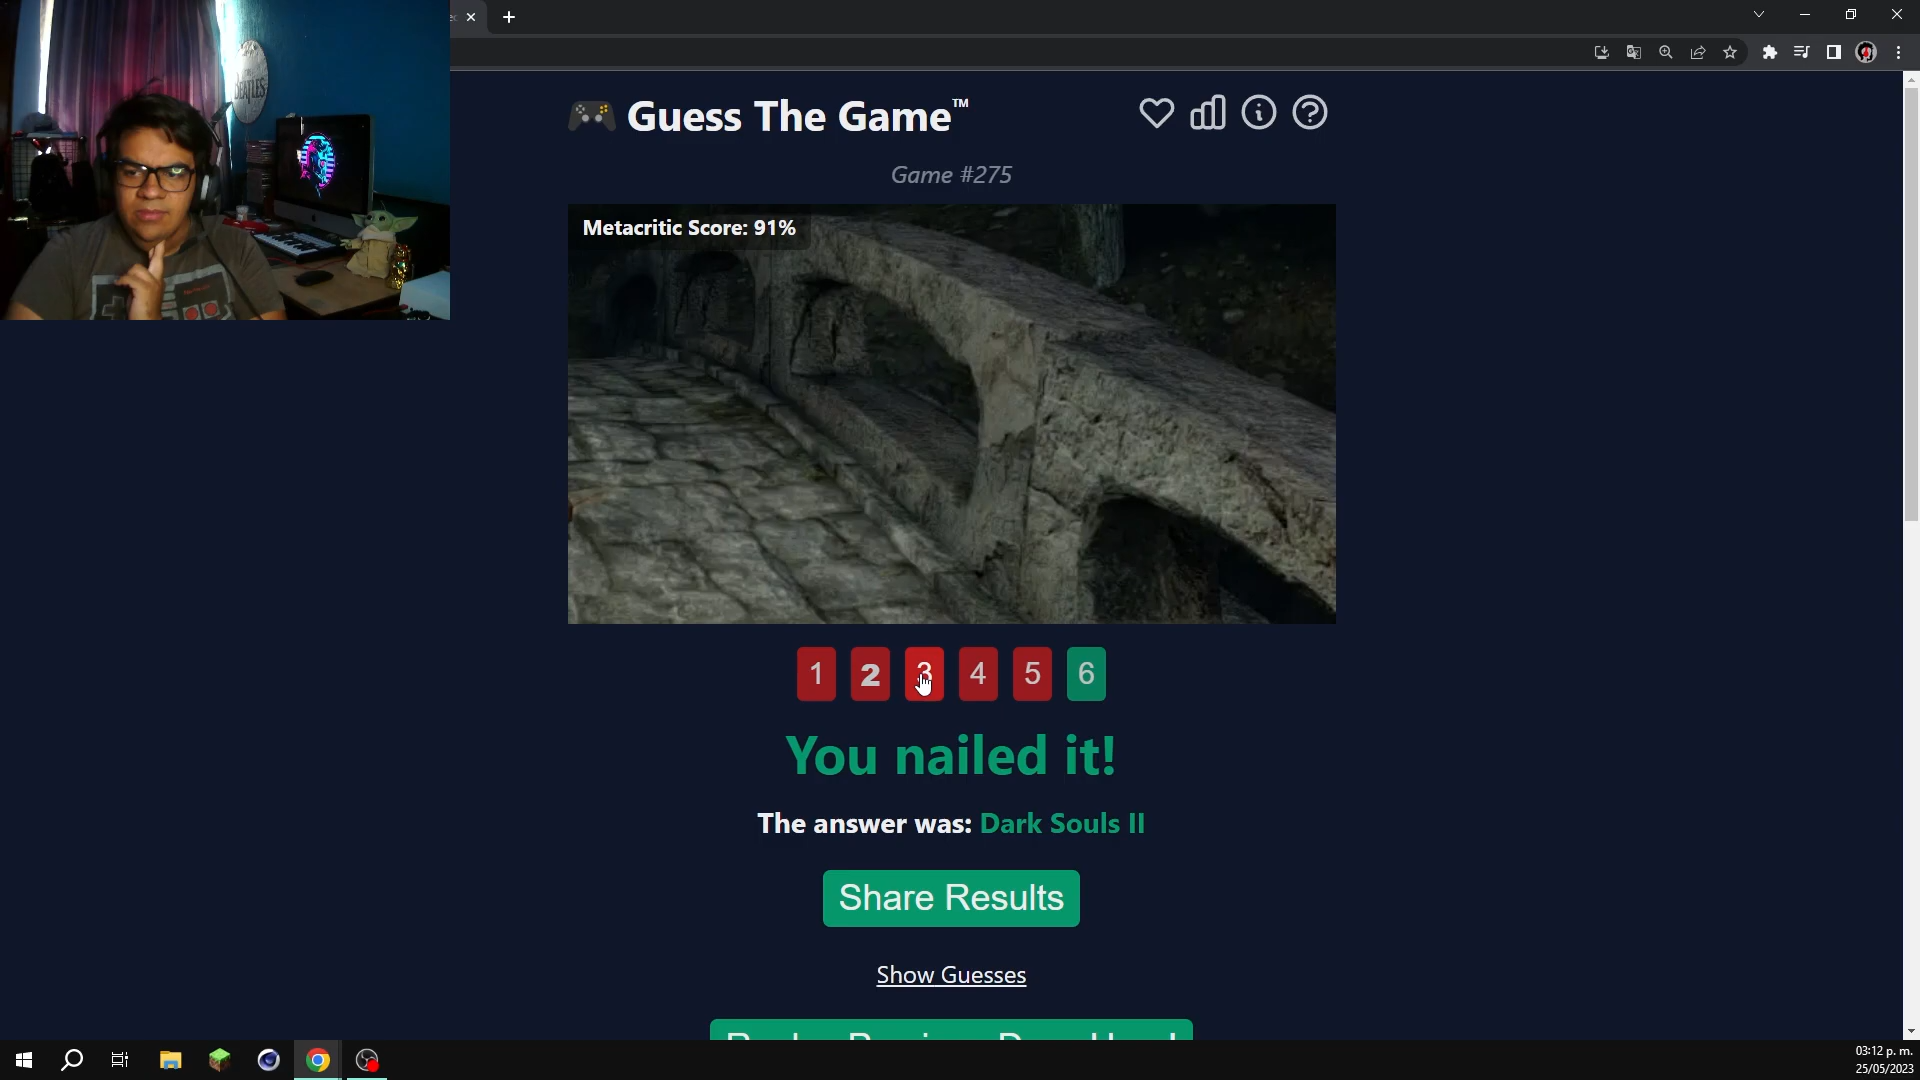 BEATLES
Guess The Game™
Game #275
Metacritic Score: 91%
1 2 3 4 5 6
You nailed it!
The answer was: Dark Souls II
Share Results
Show Guesses
03:12 p. m.
25/05/2023